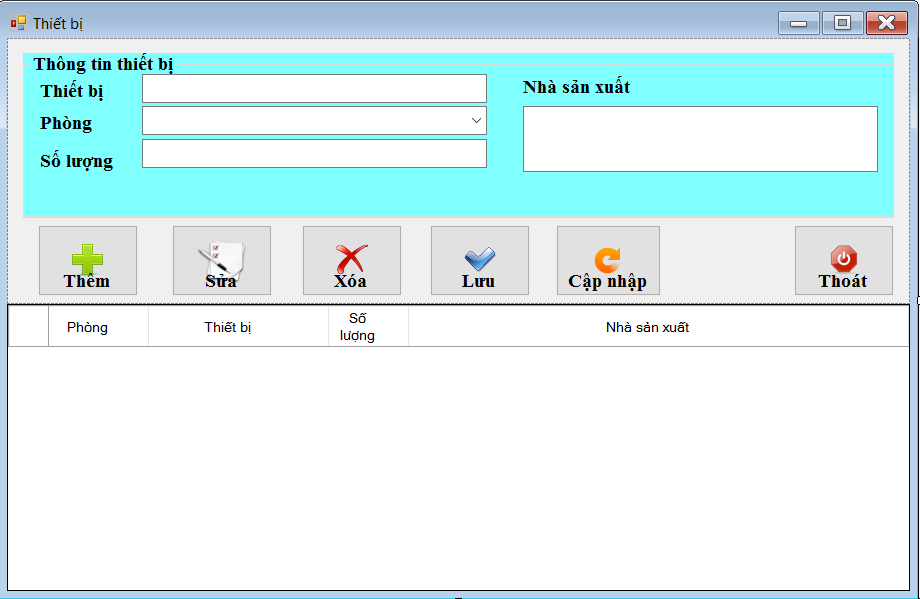 Thiết bị
Thông tin thiết bị
Thiết bị
Phòng
Số lượng
Nhà sản xuất
Thêm
Sửa
Xóa
Lưu
Cập nhập
Thoát
Phòng
Thiết bị
Số
lượng
Nhà sản xuất